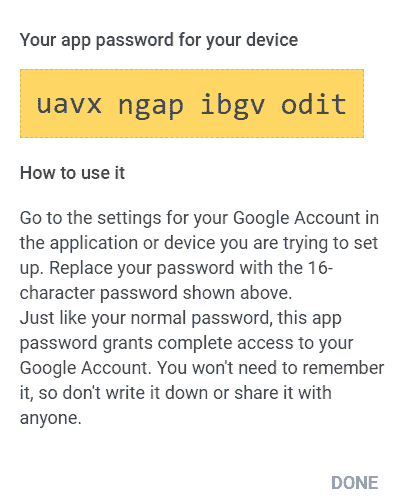 Your app password for your device
uavx ngap ibgv odit
How to use it
Go to the settings for your Google Account in
the application or device you are trying to set
up. Replace your password with the 16-
character password shown above.
Just like your normal password, this app
password grants complete access to your
Google Account. You won't need to remember
it, so don't write it down or share it with
anyone.
DONE